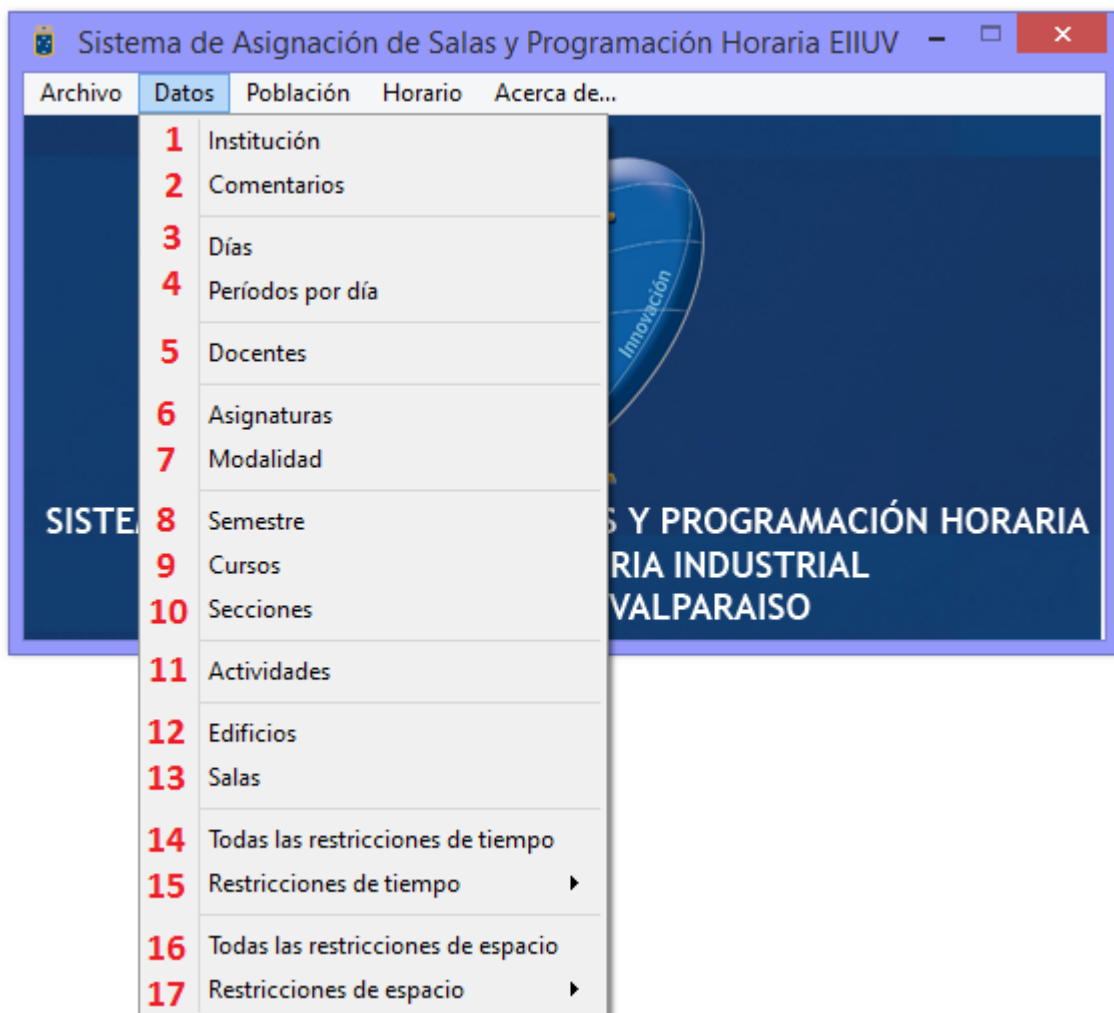 Sistema de Asignación de Salas y Programación Horaria EIIUV
Archivo Datos Población Horario Acerca de...
1 Institución
2 Comentarios
3 Días
4 Períodos por día
5 Docentes
6 Asignaturas
7 Modalidad
8 Semestre
9 Cursos
10 Secciones
11 Actividades
12 Edificios
13 Salas
14 Todas las restricciones de tiempo
15 Restricciones de tiempo
16 Todas las restricciones de espacio
17 Restricciones de espacio
Innovación
Y PROGRAMACIÓN HORARIA
INDUSTRIAL
VALPARAISO